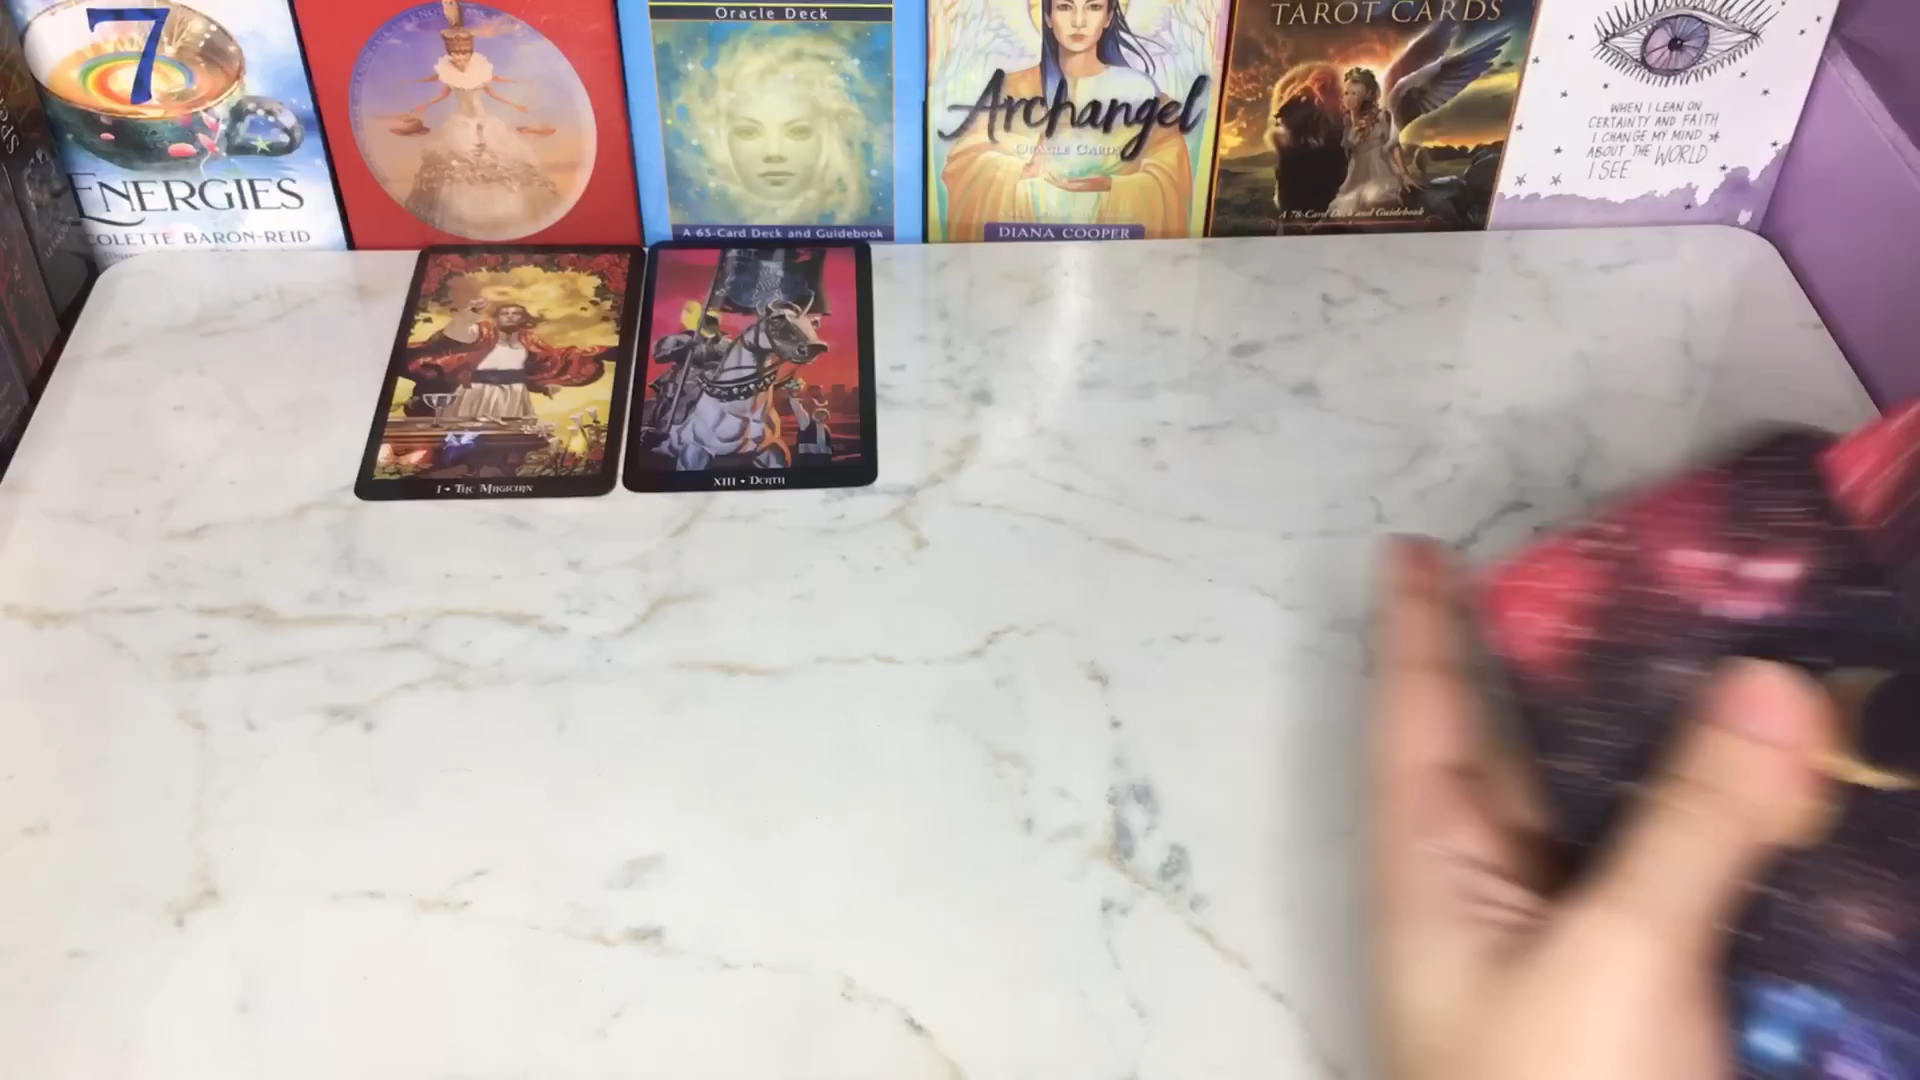 7
ENERGIES
COLETTE BARON-REID
Oracle Deck
A 65-Card Deck and Guidebook
Archangel
ORACLE CARDS
DIANA COOPER
TAROT CARDS
A 78-Card Deck and Guidebook
WHEN I LEAN ON
CERTAINTY AND FAITH
I CHANGE MY MIND
ABOUT THE WORLD
I SEE
I • THE MAGICIAN
XIII • DEATH